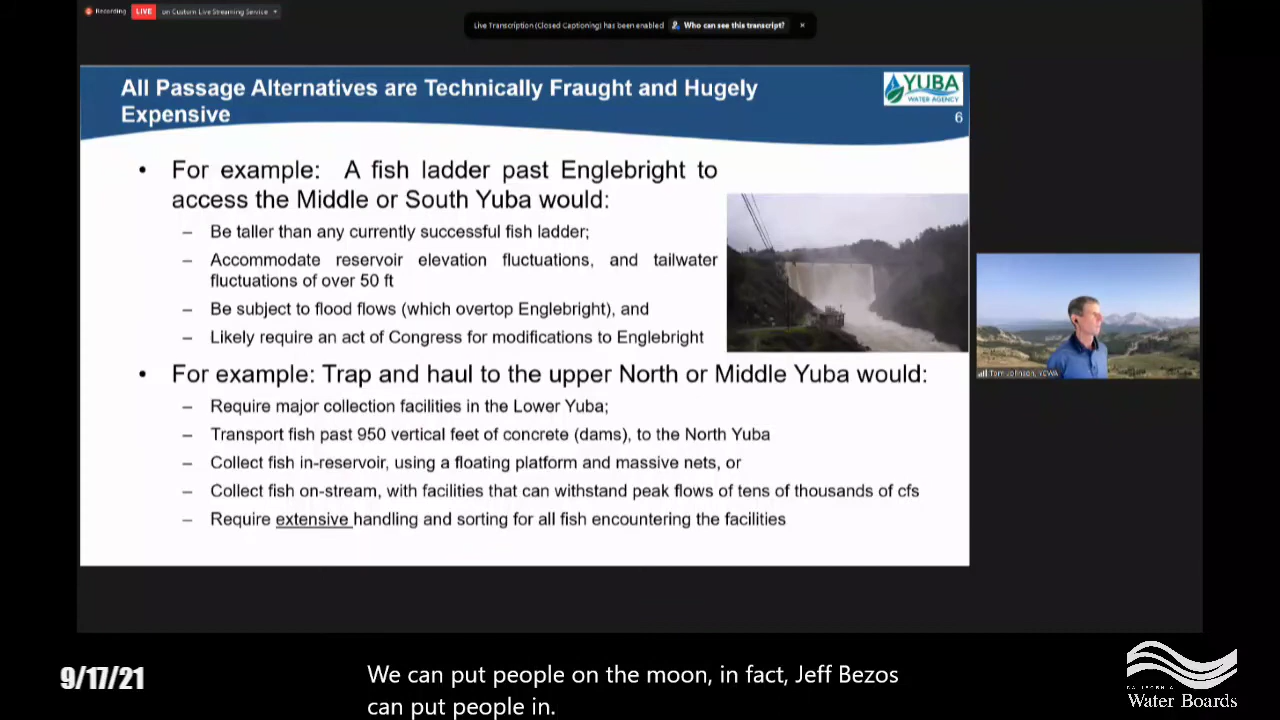 Recording
LIVE
on Custom Live Streaming Service
Live Transcription (Closed Captioning) has been enabled
Who can see this transcript?
All Passage Alternatives are Technically Fraught and Hugely
Expensive
YUBA
WATER AGENCY
6
• For example: A fish ladder past Englebright to
access the Middle or South Yuba would:
– Be taller than any currently successful fish ladder;
– Accommodate reservoir elevation fluctuations, and tailwater
fluctuations of over 50 ft
– Be subject to flood flows (which overtop Englebright), and
– Likely require an act of Congress for modifications to Englebright
• For example: Trap and haul to the upper North or Middle Yuba would:
– Require major collection facilities in the Lower Yuba;
– Transport fish past 950 vertical feet of concrete (dams), to the North Yuba
– Collect fish in-reservoir, using a floating platform and massive nets, or
– Collect fish on-stream, with facilities that can withstand peak flows of tens of thousands of cfs
– Require extensive handling and sorting for all fish encountering the facilities
Tom Johnson, YCWA
9/17/21
We can put people on the moon, in fact, Jeff Bezos
can put people in.
CALIFORNIA
Water Boards